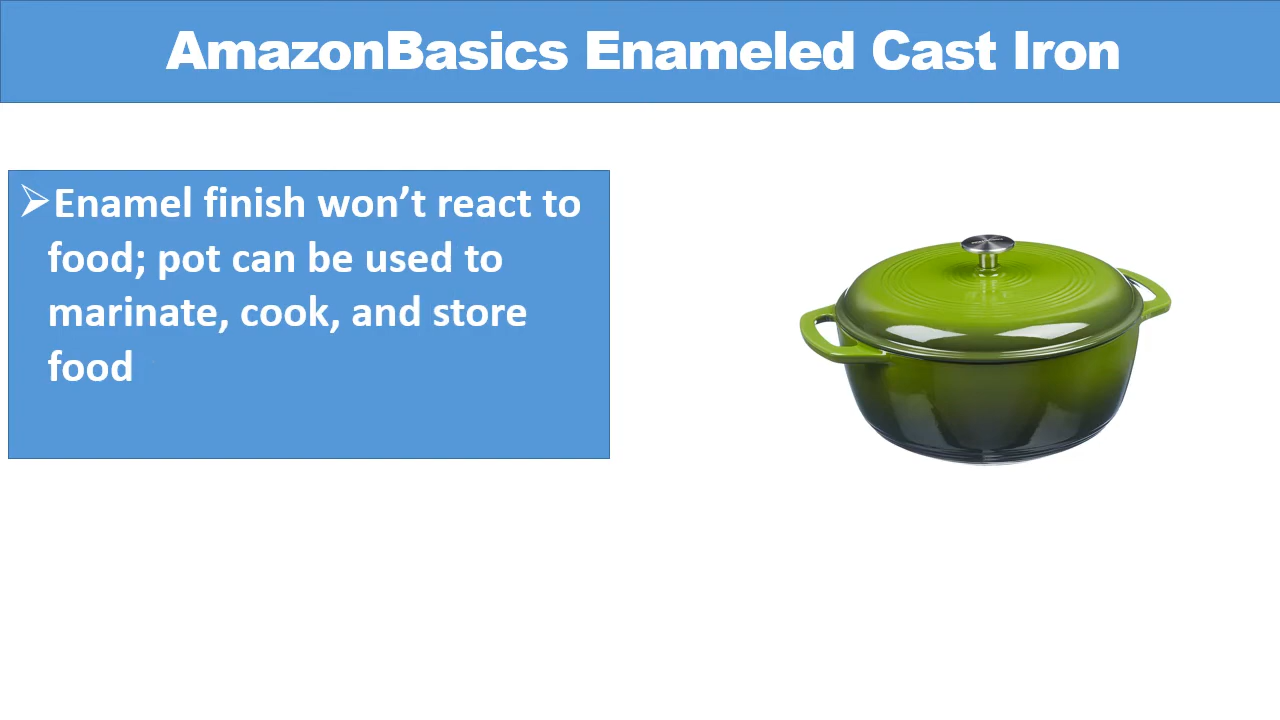 AmazonBasics Enameled Cast Iron
➢Enamel finish won’t react to
food; pot can be used to
marinate, cook, and store
food